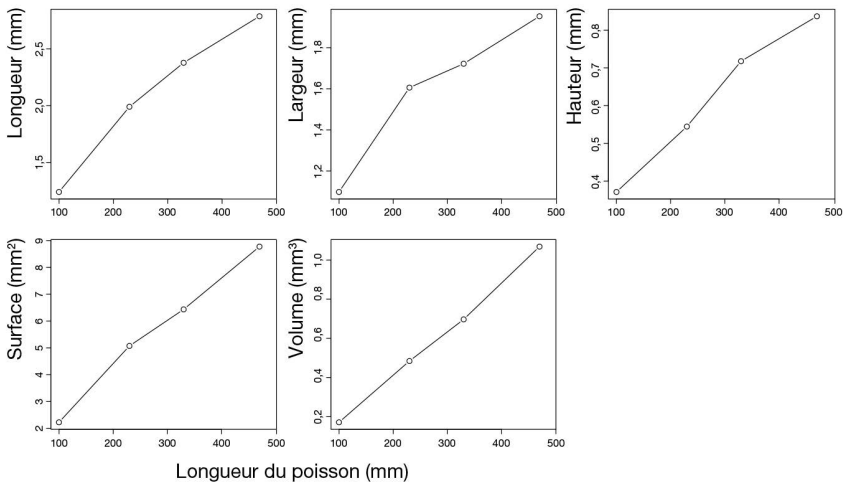 Longueur (mm)
2,5
2,0
1,5
100 200 300 400 500
Largeur (mm)
1,8
1,6
1,4
1,2
100 200 300 400 500
Hauteur (mm)
0,8
0,7
0,6
0,5
0,4
100 200 300 400 500
Surface (mm²)
9
8
7
6
5
4
3
2
100 200 300 400 500
Volume (mm³)
1,0
0,8
0,6
0,4
0,2
100 200 300 400 500
Longueur du poisson (mm)